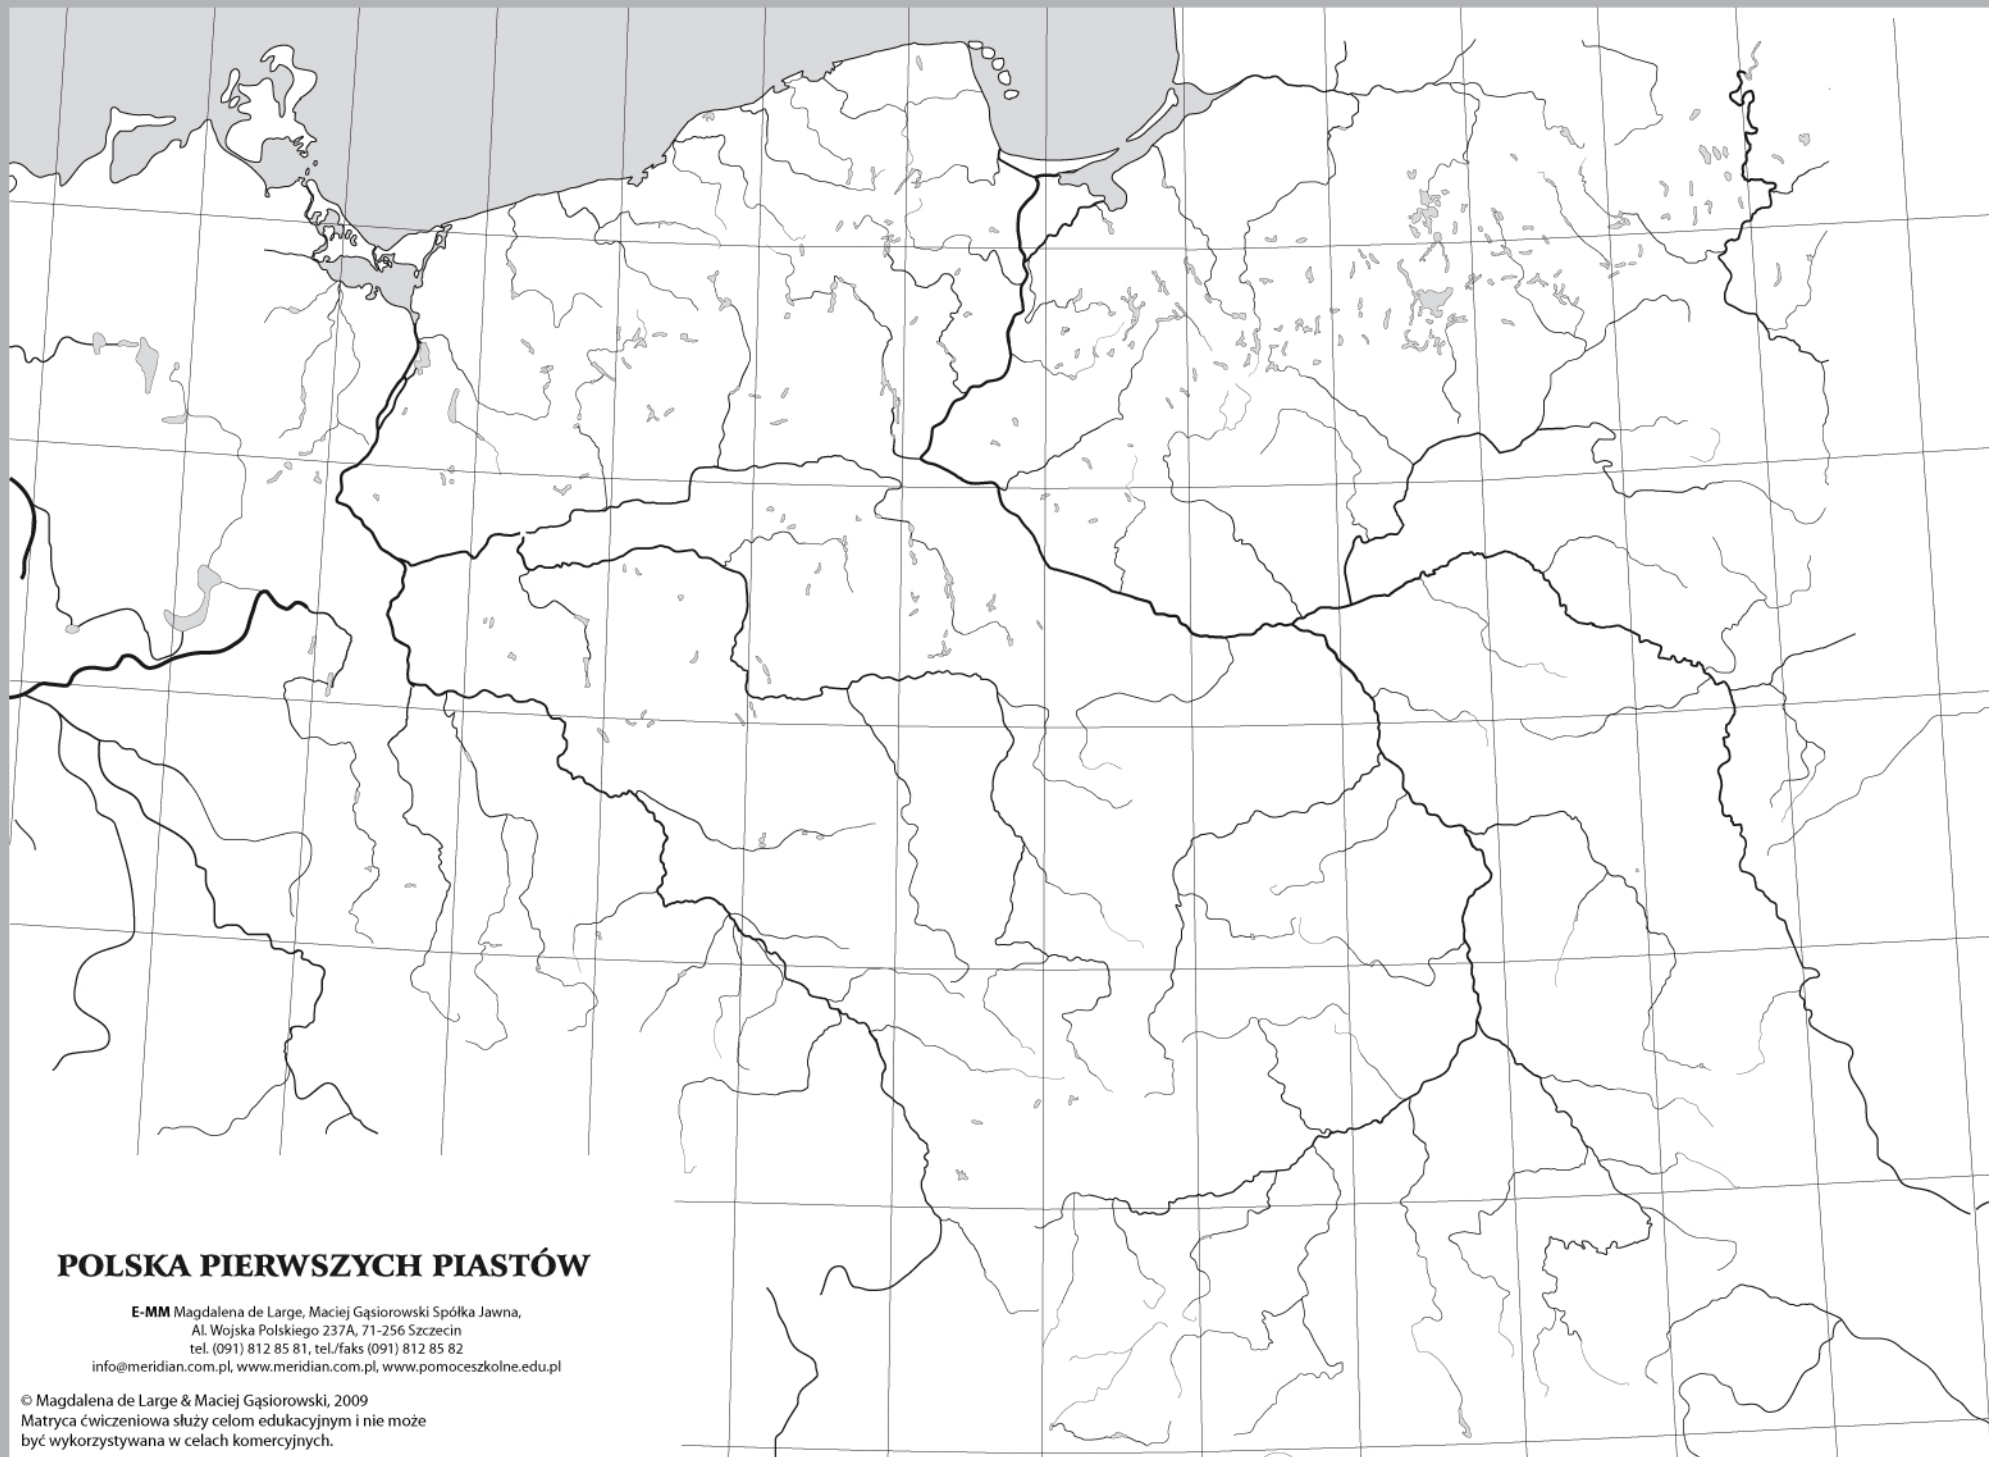 POLSKA PIERWSZYCH PIASTÓW
E-MM Magdalena de Large, Maciej Gąsiorowski Spółka Jawna,
Al. Wojska Polskiego 237A, 71-256 Szczecin
tel. (091) 812 85 81, tel./faks (091) 812 85 82
info@meridian.com.pl, www.meridian.com.pl, www.pomoceszkolne.edu.pl
© Magdalena de Large & Maciej Gąsiorowski, 2009
Matryca ćwiczeniowa służy celom edukacyjnym i nie może
być wykorzystywana w celach komercyjnych.